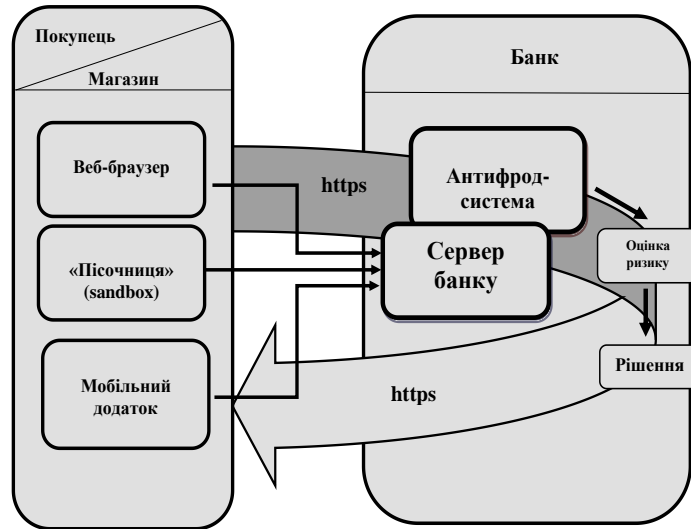 Покупець
Магазин
Веб-браузер
«Пісочниця»
(sandbox)
Мобільний
додаток
https
https
Банк
Антифрод-
система
Сервер
банку
Оцінка
ризику
Рішення